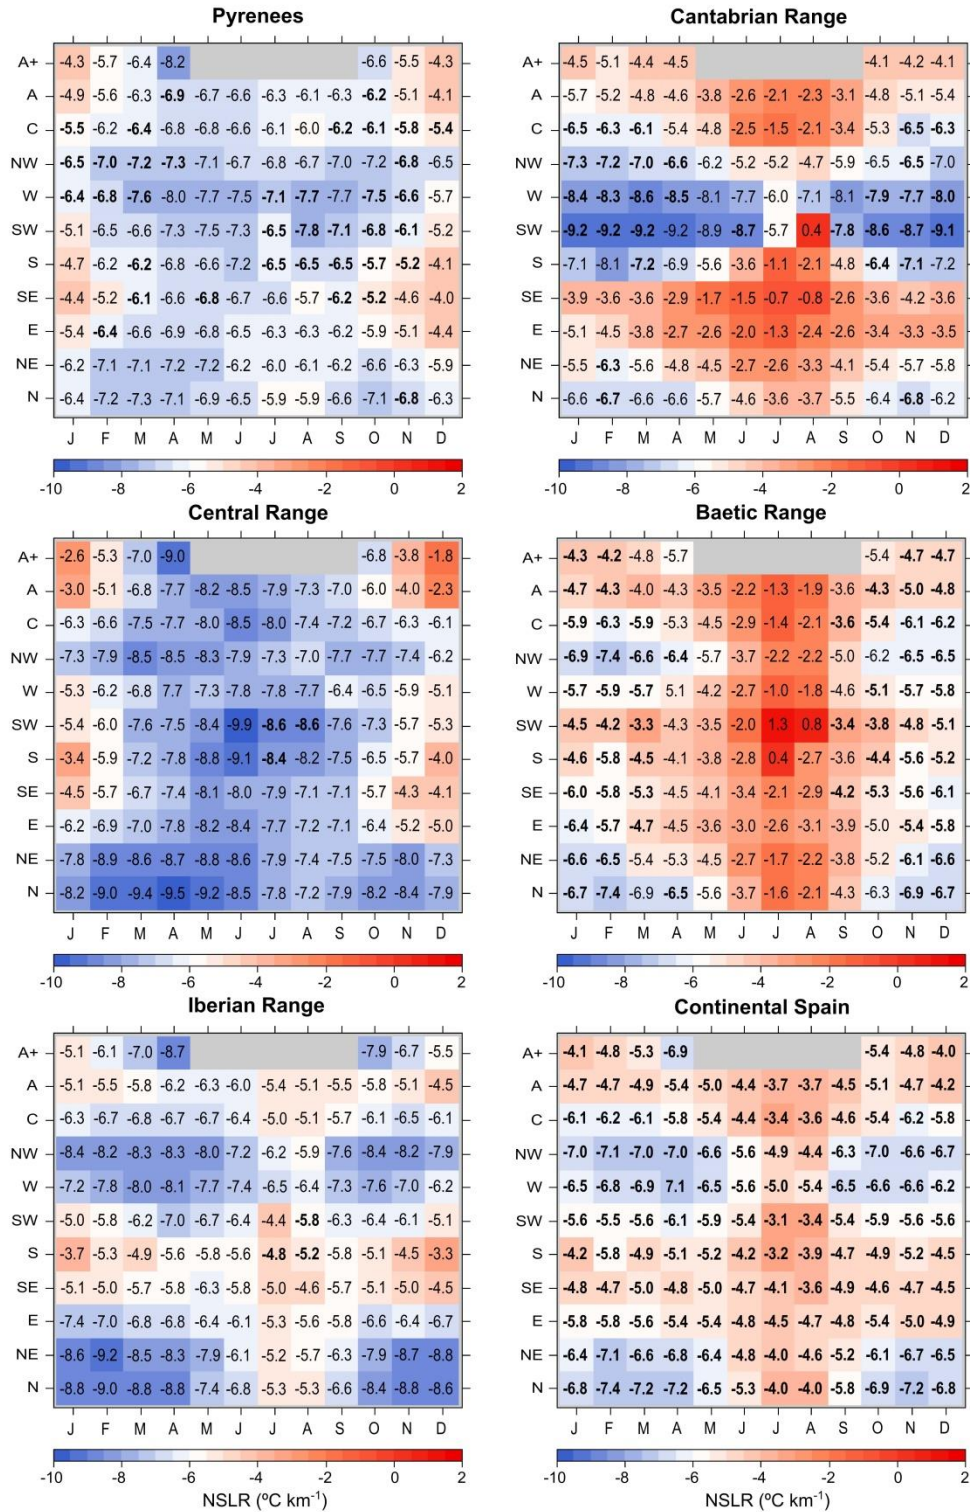 Pyrenees
A+ -4.3 -5.7 -6.4 -8.2 -6.6 -5.5 -4.3
A -4.9 -5.6 -6.3 -6.9 -6.7 -6.6 -6.3 -6.1 -6.3 -6.2 -5.1 -4.1
C -5.5 -6.2 -6.4 -6.8 -6.8 -6.6 -6.1 -6.0 -6.2 -6.1 -5.8 -5.4
NW -6.5 -7.0 -7.2 -7.3 -7.1 -6.7 -6.8 -6.7 -7.0 -7.2 -6.8 -6.5
W -6.4 -6.8 -7.6 -8.0 -7.7 -7.5 -7.1 -7.7 -7.7 -7.5 -6.6 -5.7
SW -5.1 -6.5 -6.6 -7.3 -7.5 -7.3 -6.5 -7.8 -7.1 -6.8 -6.1 -5.2
S -4.7 -6.2 -6.2 -6.8 -6.6 -7.2 -6.5 -6.5 -6.5 -5.7 -5.2 -4.1
SE -4.4 -5.2 -6.1 -6.6 -6.8 -6.7 -6.6 -5.7 -6.2 -5.2 -4.6 -4.0
E -5.4 -6.4 -6.6 -6.9 -6.8 -6.5 -6.3 -6.3 -6.2 -5.9 -5.1 -4.4
NE -6.2 -7.1 -7.1 -7.2 -7.2 -6.2 -6.0 -6.1 -6.2 -6.6 -6.3 -5.9
N -6.4 -7.2 -7.3 -7.1 -6.9 -6.5 -5.9 -5.9 -6.6 -7.1 -6.8 -6.3
J F M A M J J A S O N D
-10 -8 -6 -4 -2 0 2
Cantabrian Range
-4.5 -5.1 -4.4 -4.5 -4.1 -4.2 -4.1
-5.7 -5.2 -4.8 -4.6 -3.8 -2.6 -2.1 -2.3 -3.1 -4.8 -5.1 -5.4
-6.5 -6.3 -6.1 -5.4 -4.8 -2.5 -1.5 -2.1 -3.4 -5.3 -6.5 -6.3
-7.3 -7.2 -7.0 -6.6 -6.2 -5.2 -5.2 -4.7 -5.9 -6.5 -6.5 -7.0
-8.4 -8.3 -8.6 -8.5 -8.1 -7.7 -6.0 -7.1 -8.1 -7.9 -7.7 -8.0
-9.2 -9.2 -9.2 -9.2 -8.9 -8.7 -5.7 0.4 -7.8 -8.6 -8.7 -9.1
-7.1 -8.1 -7.2 -6.9 -5.6 -3.6 -1.1 -2.1 -4.8 -6.4 -7.1 -7.2
-3.9 -3.6 -3.6 -2.9 -1.7 -1.5 -0.7 -0.8 -2.6 -3.6 -4.2 -3.6
-5.1 -4.5 -3.8 -2.7 -2.6 -2.0 -1.3 -2.4 -2.6 -3.4 -3.3 -3.5
-5.5 -6.3 -5.6 -4.8 -4.5 -2.7 -2.6 -3.3 -4.1 -5.4 -5.7 -5.8
-6.6 -6.7 -6.6 -6.6 -5.7 -4.6 -3.6 -3.7 -5.5 -6.4 -6.8 -6.2
J F M A M J J A S O N D
-10 -8 -6 -4 -2 0 2
Central Range
A+ -2.6 -5.3 -7.0 -9.0 -6.8 -3.8 -1.8
A -3.0 -5.1 -6.8 -7.7 -8.2 -8.5 -7.9 -7.3 -7.0 -6.0 -4.0 -2.3
C -6.3 -6.6 -7.5 -7.7 -8.0 -8.5 -8.0 -7.4 -7.2 -6.7 -6.3 -6.1
NW -7.3 -7.9 -8.5 -8.5 -8.3 -7.9 -7.3 -7.0 -7.7 -7.7 -7.4 -6.2
W -5.3 -6.2 -6.8 7.7 -7.3 -7.8 -7.8 -7.7 -6.4 -6.5 -5.9 -5.1
SW -5.4 -6.0 -7.6 -7.5 -8.4 -9.9 -8.6 -8.6 -7.6 -7.3 -5.7 -5.3
S -3.4 -5.9 -7.2 -7.8 -8.8 -9.1 -8.4 -8.2 -7.5 -6.5 -5.7 -4.0
SE -4.5 -5.7 -6.7 -7.4 -8.1 -8.0 -7.9 -7.1 -7.1 -5.7 -4.3 -4.1
E -6.2 -6.9 -7.0 -7.8 -8.2 -8.4 -7.7 -7.2 -7.1 -6.4 -5.2 -5.0
NE -7.8 -8.9 -8.6 -8.7 -8.8 -8.6 -7.9 -7.4 -7.5 -7.5 -8.0 -7.3
N -8.2 -9.0 -9.4 -9.5 -9.2 -8.5 -7.8 -7.2 -7.9 -8.2 -8.4 -7.9
J F M A M J J A S O N D
-10 -8 -6 -4 -2 0 2
Baetic Range
-4.3 -4.2 -4.8 -5.7 -5.4 -4.7 -4.7
-4.7 -4.3 -4.0 -4.3 -3.5 -2.2 -1.3 -1.9 -3.6 -4.3 -5.0 -4.8
-5.9 -6.3 -5.9 -5.3 -4.5 -2.9 -1.4 -2.1 -3.6 -5.4 -6.1 -6.2
-6.9 -7.4 -6.6 -6.4 -5.7 -3.7 -2.2 -2.2 -5.0 -6.2 -6.5 -6.5
-5.7 -5.9 -5.7 5.1 -4.2 -2.7 -1.0 -1.8 -4.6 -5.1 -5.7 -5.8
-4.5 -4.2 -3.3 -4.3 -3.5 -2.0 1.3 0.8 -3.4 -3.8 -4.8 -5.1
-4.6 -5.8 -4.5 -4.1 -3.8 -2.8 0.4 -2.7 -3.6 -4.4 -5.6 -5.2
-6.0 -5.8 -5.3 -4.5 -4.1 -3.4 -2.1 -2.9 -4.2 -5.3 -5.6 -6.1
-6.4 -5.7 -4.7 -4.5 -3.6 -3.0 -2.6 -3.1 -3.9 -5.0 -5.4 -5.8
-6.6 -6.5 -5.4 -5.3 -4.5 -2.7 -1.7 -2.2 -3.8 -5.2 -6.1 -6.6
-6.7 -7.4 -6.9 -6.5 -5.6 -3.7 -1.6 -2.1 -4.3 -6.3 -6.9 -6.7
J F M A M J J A S O N D
-10 -8 -6 -4 -2 0 2
Iberian Range
A+ -5.1 -6.1 -7.0 -8.7 -7.9 -6.7 -5.5
A -5.1 -5.5 -5.8 -6.2 -6.3 -6.0 -5.4 -5.1 -5.5 -5.8 -5.1 -4.5
C -6.3 -6.7 -6.8 -6.7 -6.7 -6.4 -5.0 -5.1 -5.7 -6.1 -6.5 -6.1
NW -8.4 -8.2 -8.3 -8.3 -8.0 -7.2 -6.2 -5.9 -7.6 -8.4 -8.2 -7.9
W -7.2 -7.8 -8.0 -8.1 -7.7 -7.4 -6.5 -6.4 -7.3 -7.6 -7.0 -6.2
SW -5.0 -5.8 -6.2 -7.0 -6.7 -6.4 -4.4 -5.8 -6.3 -6.4 -6.1 -5.1
S -3.7 -5.3 -4.9 -5.6 -5.8 -5.6 -4.8 -5.2 -5.8 -5.1 -4.5 -3.3
SE -5.1 -5.0 -5.7 -5.8 -6.3 -5.8 -5.0 -4.6 -5.7 -5.1 -5.0 -4.5
E -7.4 -7.0 -6.8 -6.8 -6.4 -6.1 -5.3 -5.6 -5.8 -6.6 -6.4 -6.7
NE -8.6 -9.2 -8.5 -8.3 -7.9 -6.1 -5.2 -5.7 -6.3 -7.9 -8.7 -8.8
N -8.8 -9.0 -8.8 -8.8 -7.4 -6.8 -5.3 -5.3 -6.6 -8.4 -8.8 -8.6
J F M A M J J A S O N D
-10 -8 -6 -4 -2 0 2
NSLR (ºC km⁻¹)
Continental Spain
-4.1 -4.8 -5.3 -6.9 -5.4 -4.8 -4.0
-4.7 -4.7 -4.9 -5.4 -5.0 -4.4 -3.7 -3.7 -4.5 -5.1 -4.7 -4.2
-6.1 -6.2 -6.1 -5.8 -5.4 -4.4 -3.4 -3.6 -4.6 -5.4 -6.2 -5.8
-7.0 -7.1 -7.0 -7.0 -6.6 -5.6 -4.9 -4.4 -6.3 -7.0 -6.6 -6.7
-6.5 -6.8 -6.9 7.1 -6.5 -5.6 -5.0 -5.4 -6.5 -6.6 -6.6 -6.2
-5.6 -5.5 -5.6 -6.1 -5.9 -5.4 -3.1 -3.4 -5.4 -5.9 -5.6 -5.6
-4.2 -5.8 -4.9 -5.1 -5.2 -4.2 -3.2 -3.9 -4.7 -4.9 -5.2 -4.5
-4.8 -4.7 -5.0 -4.8 -5.0 -4.7 -4.1 -3.6 -4.9 -4.6 -4.7 -4.5
-5.8 -5.8 -5.6 -5.4 -5.4 -4.8 -4.5 -4.7 -4.8 -5.4 -5.0 -4.9
-6.4 -7.1 -6.6 -6.8 -6.4 -4.8 -4.0 -4.6 -5.2 -6.1 -6.7 -6.5
-6.8 -7.4 -7.2 -7.2 -6.5 -5.3 -4.0 -4.0 -5.8 -6.9 -7.2 -6.8
J F M A M J J A S O N D
-10 -8 -6 -4 -2 0 2
NSLR (ºC km⁻¹)